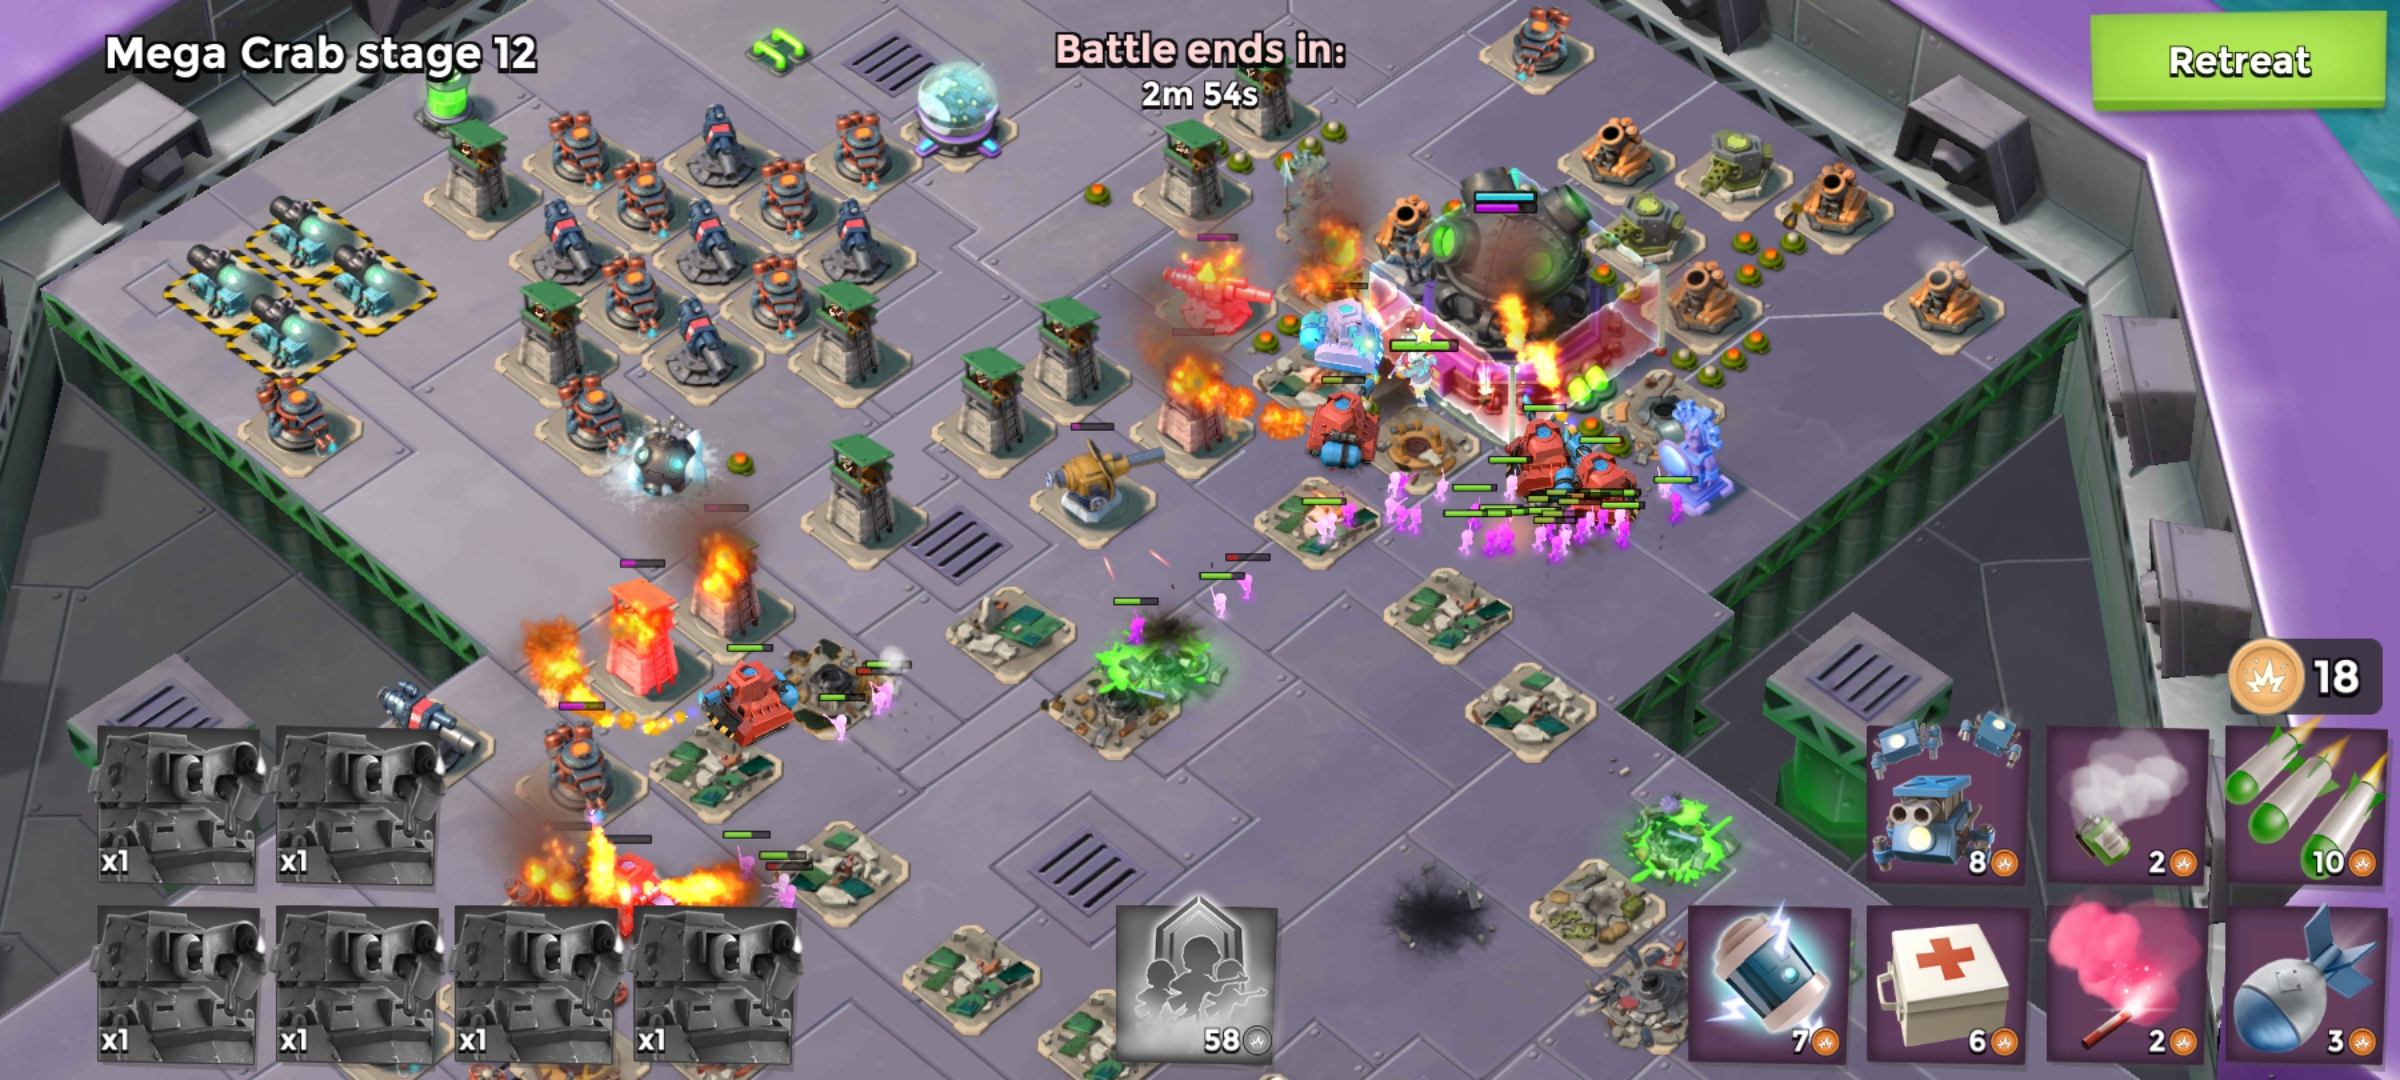 Mega Crab stage 12
Battle ends in:
2m 54s
Retreat
18
x1
x1
8
2
10
x1
x1
x1
x1
58
7
6
2
3